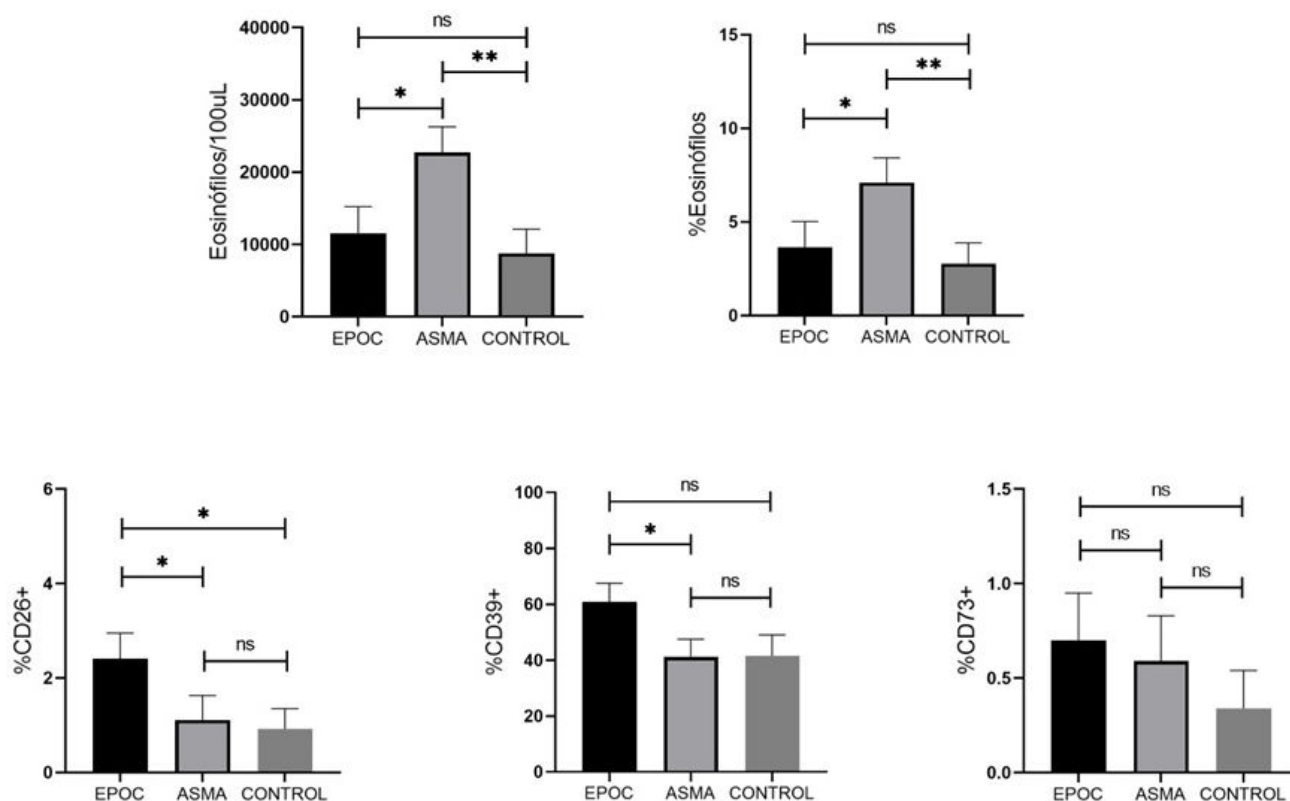 Eosinófilos/100uL
40000
30000
20000
10000
0
ns
**
*
EPOC ASMA CONTROL
%Eosinófilos
15
10
5
0
ns
**
*
EPOC ASMA CONTROL
%CD26+
6
4
2
0
*
*
ns
EPOC ASMA CONTROL
%CD39+
100
80
60
40
20
0
ns
*
ns
EPOC ASMA CONTROL
%CD73+
1.5
1.0
0.5
0.0
ns
ns
ns
EPOC ASMA CONTROL